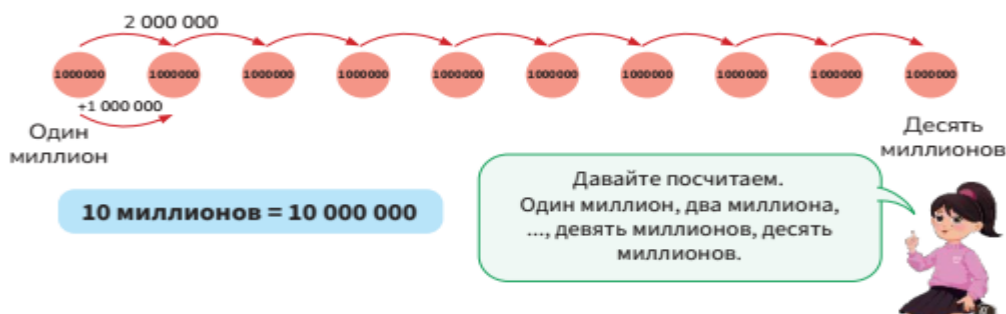 2 000 000
1000000 1000000 1000000 1000000 1000000 1000000 1000000 1000000 1000000 1000000
+1 000 000
Один
миллион
Десять
миллионов
10 миллионов = 10 000 000
Давайте посчитаем.
Один миллион, два миллиона,
..., девять миллионов, десять
миллионов.